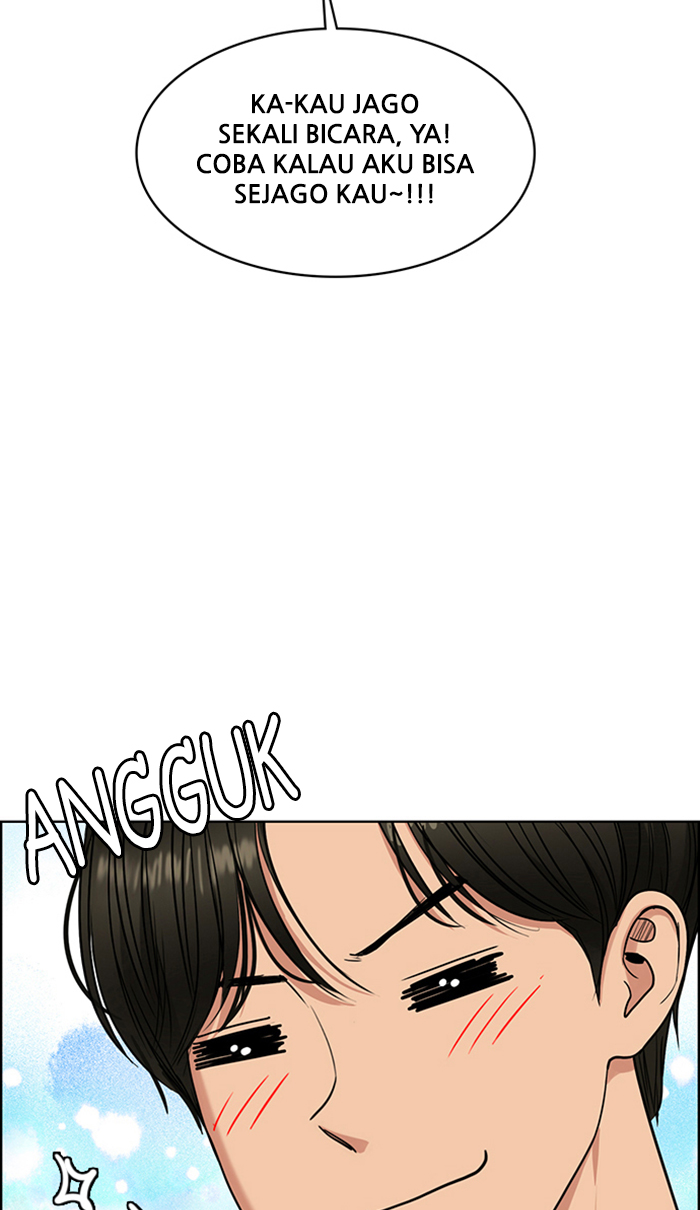 KA-KAU JAGO
SEKALI BICARA, YA!
COBA KALAU AKU BISA
SEJAGO KAU~!!!
ANGGUK